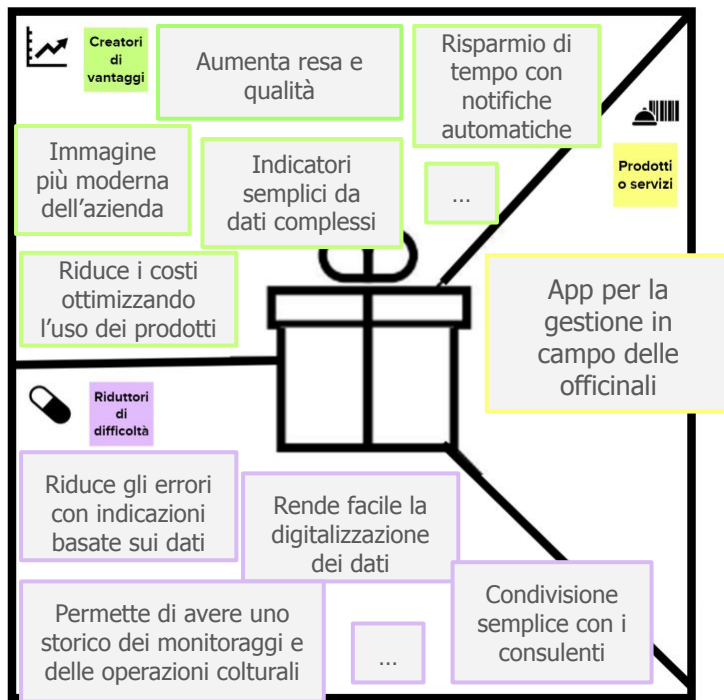 Creatori
di
vantaggi
Aumenta resa e
qualità
Risparmio di
tempo con
notifiche
automatiche
Immagine
più moderna
dell’azienda
Indicatori
semplici da
dati complessi
…
Prodotti
o servizi
Riduce i costi
ottimizzando
l’uso dei prodotti
App per la
gestione in
campo delle
officinali
Riduttori
di
difficoltà
Riduce gli errori
con indicazioni
basate sui dati
Rende facile la
digitalizzazione
dei dati
Permette di avere uno
storico dei monitoraggi e
delle operazioni colturali
…
Condivisione
semplice con i
consulenti